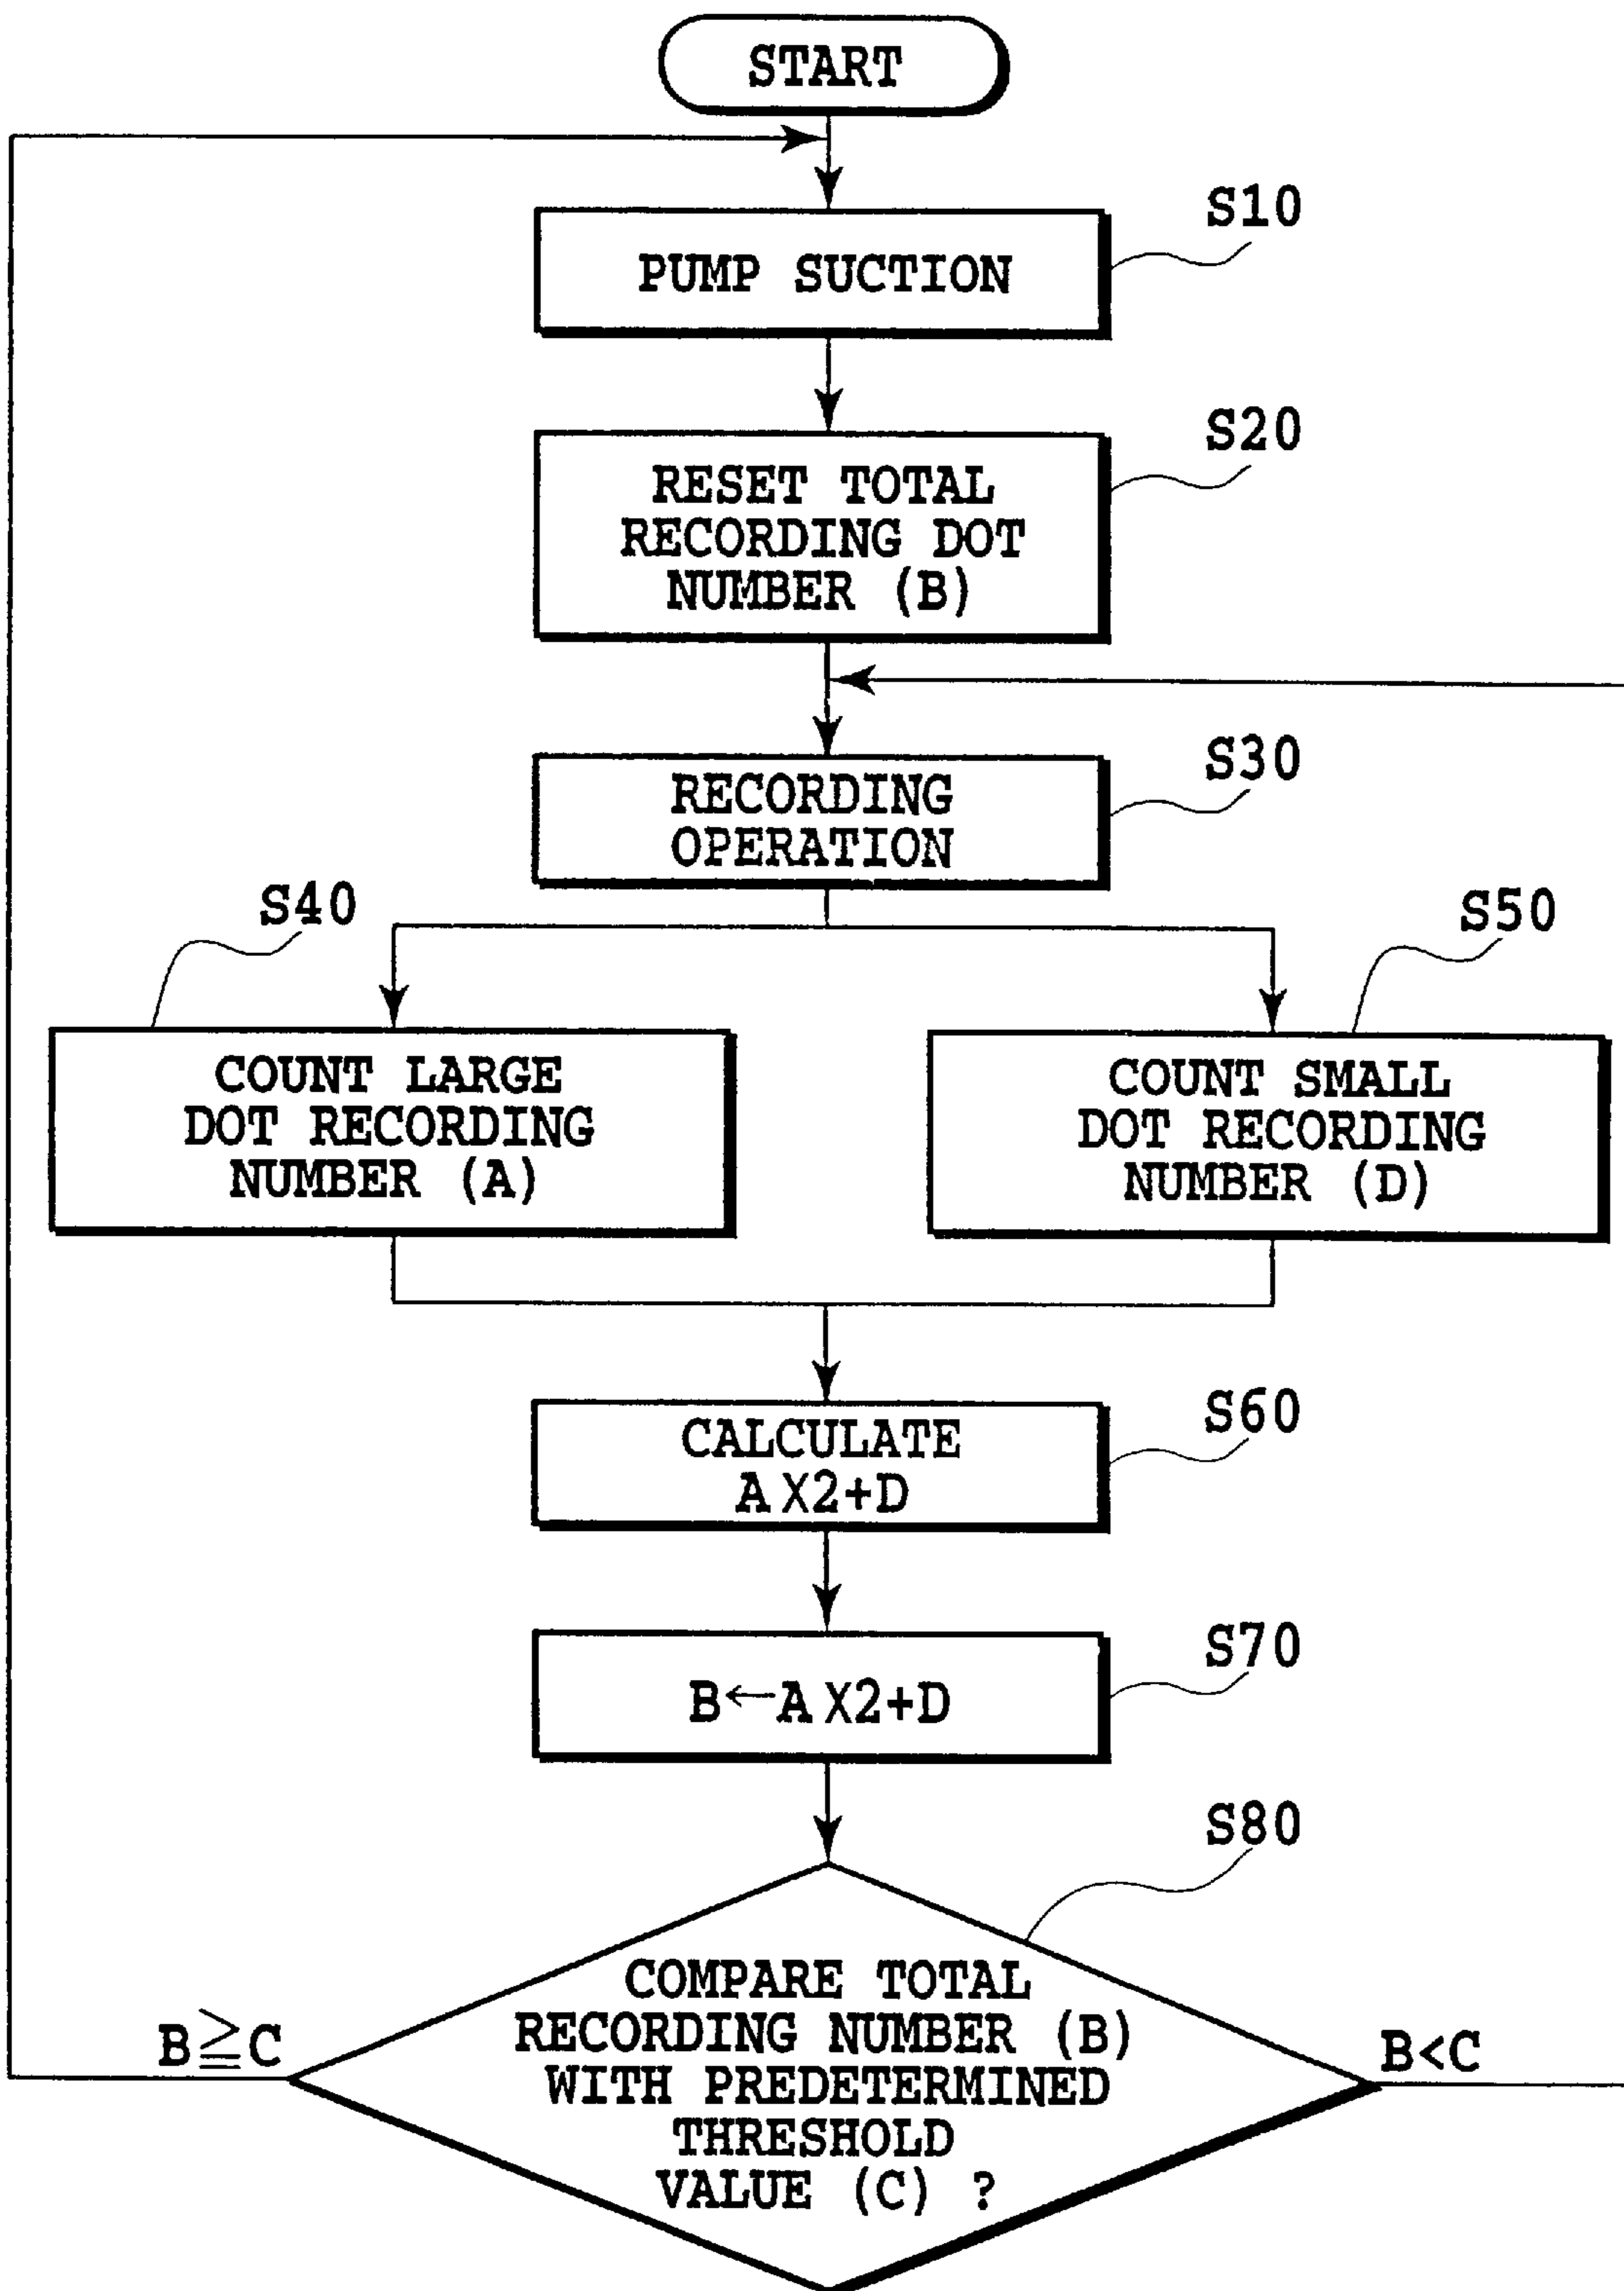 START
S10
PUMP SUCTION
S20
RESET TOTAL
RECORDING DOT
NUMBER (B)
S30
RECORDING
OPERATION
S40
S50
COUNT LARGE
DOT RECORDING
NUMBER (A)
COUNT SMALL
DOT RECORDING
NUMBER (D)
S60
CALCULATE
A X2+D
S70
B←A X2+D
S80
COMPARE TOTAL
RECORDING NUMBER (B)
WITH PREDETERMINED
THRESHOLD
VALUE (C) ?
B≧C
B<C